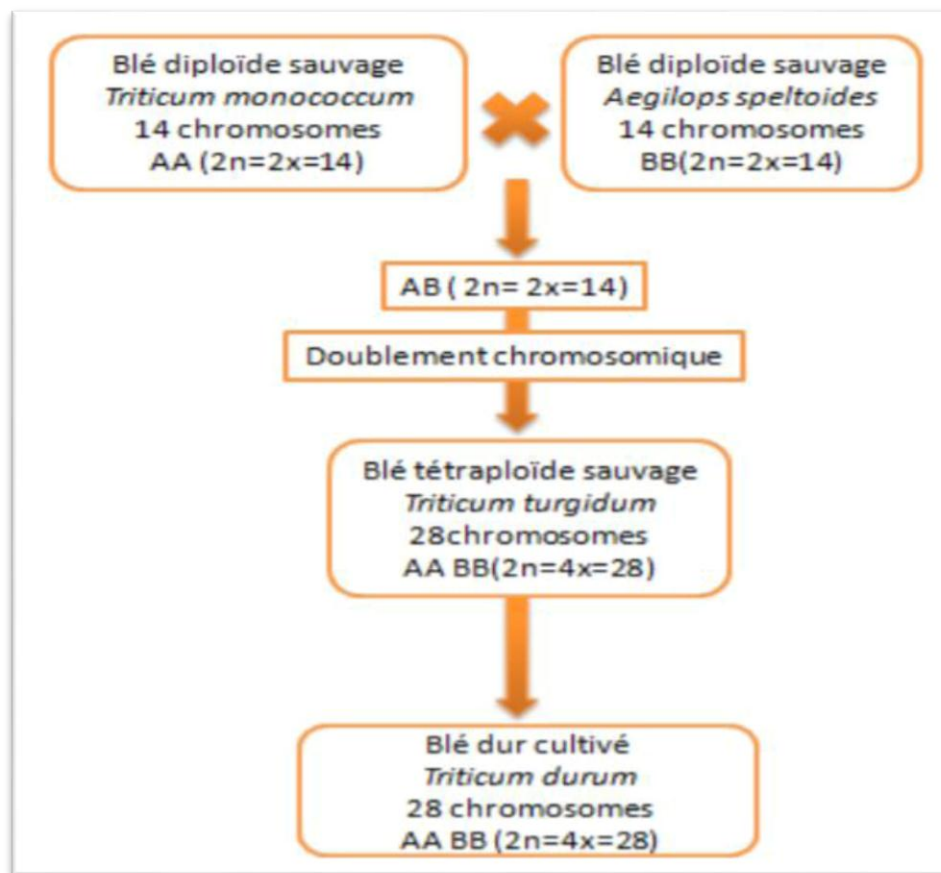 Blé diploïde sauvage
Triticum monococcum
14 chromosomes
AA (2n=2x=14)
Blé diploïde sauvage
Aegilops speltoides
14 chromosomes
BB(2n=2x=14)
AB ( 2n= 2x=14)
Doublement chromosomique
Blé tétraploïde sauvage
Triticum turgidum
28chromosomes
AA BB(2n=4x=28)
Blé dur cultivé
Triticum durum
28 chromosomes
AA BB (2n=4x=28)